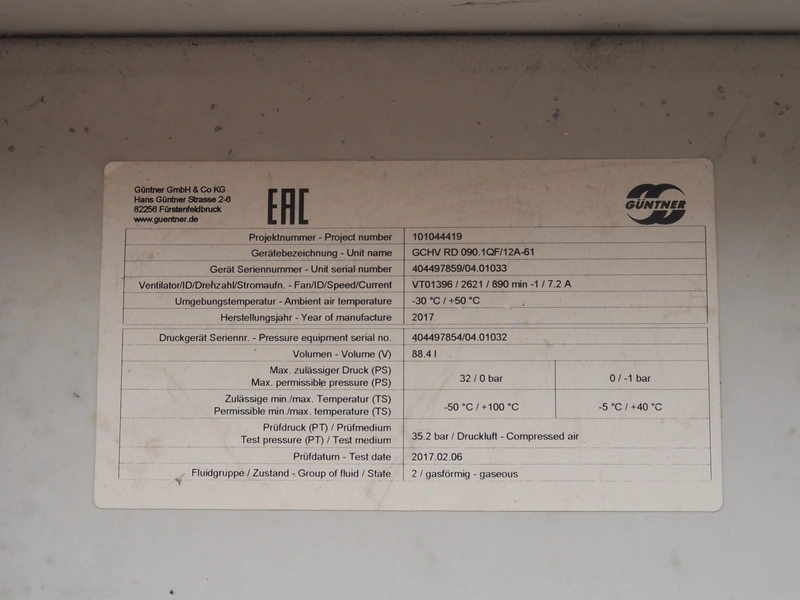 Güntner GmbH & Co KG
Hans Güntner Strasse 2-6
82256 Fürstenfeldbruck
www.guentner.de
EAC
GÜNTNER
Projektnummer - Project number 101044419
Gerätebezeichnung - Unit name GCHV RD 090.1QF/12A-61
Gerät Seriennummer - Unit serial number 404497859/04.01033
Ventilator/ID/Drehzahl/Stromaufn. - Fan/ID/Speed/Current VT01396 / 2621 / 890 min -1 / 7.2 A
Umgebungstemperatur - Ambient air temperature -30 °C / +50 °C
Herstellungsjahr - Year of manufacture 2017
Druckgerät Seriennr. - Pressure equipment serial no. 404497854/04.01032
Volumen - Volume (V) 88.4 l
Max. zulässiger Druck (PS)
Max. permissible pressure (PS) 32 / 0 bar 0 / -1 bar
Zulässige min./max. Temperatur (TS)
Permissible min./max. temperature (TS) -50 °C / +100 °C -5 °C / +40 °C
Prüfdruck (PT) / Prüfmedium
Test pressure (PT) / Test medium 35.2 bar / Druckluft - Compressed air
Prüfdatum - Test date 2017.02.06
Fluidgruppe / Zustand - Group of fluid / State 2 / gasförmig - gaseous